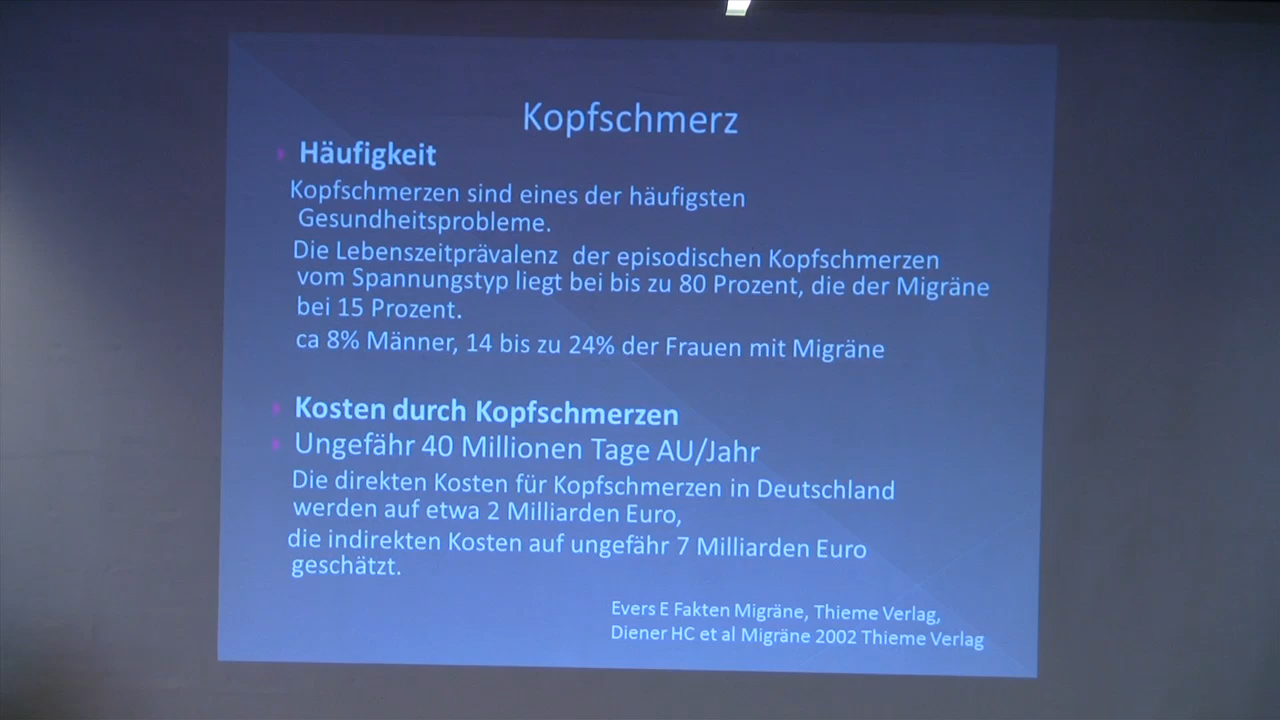 Kopfschmerz
Häufigkeit
Kopfschmerzen sind eines der häufigsten
Gesundheitsprobleme.
Die Lebenszeitprävalenz der episodischen Kopfschmerzen
vom Spannungstyp liegt bei bis zu 80 Prozent, die der Migräne
bei 15 Prozent.
ca 8% Männer, 14 bis zu 24% der Frauen mit Migräne
Kosten durch Kopfschmerzen
Ungefähr 40 Millionen Tage AU/Jahr
Die direkten Kosten für Kopfschmerzen in Deutschland
werden auf etwa 2 Milliarden Euro,
die indirekten Kosten auf ungefähr 7 Milliarden Euro
geschätzt.
Evers E Fakten Migräne, Thieme Verlag,
Diener HC et al Migräne 2002 Thieme Verlag